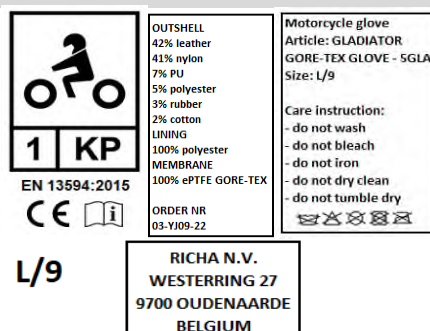 1 KP
EN 13594:2015
CE i
L/9
OUTSHELL
42% leather
41% nylon
7% PU
5% polyester
3% rubber
2% cotton
LINING
100% polyester
MEMBRANE
100% ePTFE GORE-TEX
ORDER NR
03-YJ09-22
Motorcycle glove
Article: GLADIATOR
GORE-TEX GLOVE - 5GLA
Size: L/9
Care instruction:
- do not wash
- do not bleach
- do not iron
- do not dry clean
- do not tumble dry
RICHA N.V.
WESTERRING 27
9700 OUDENAARDE
BELGIUM